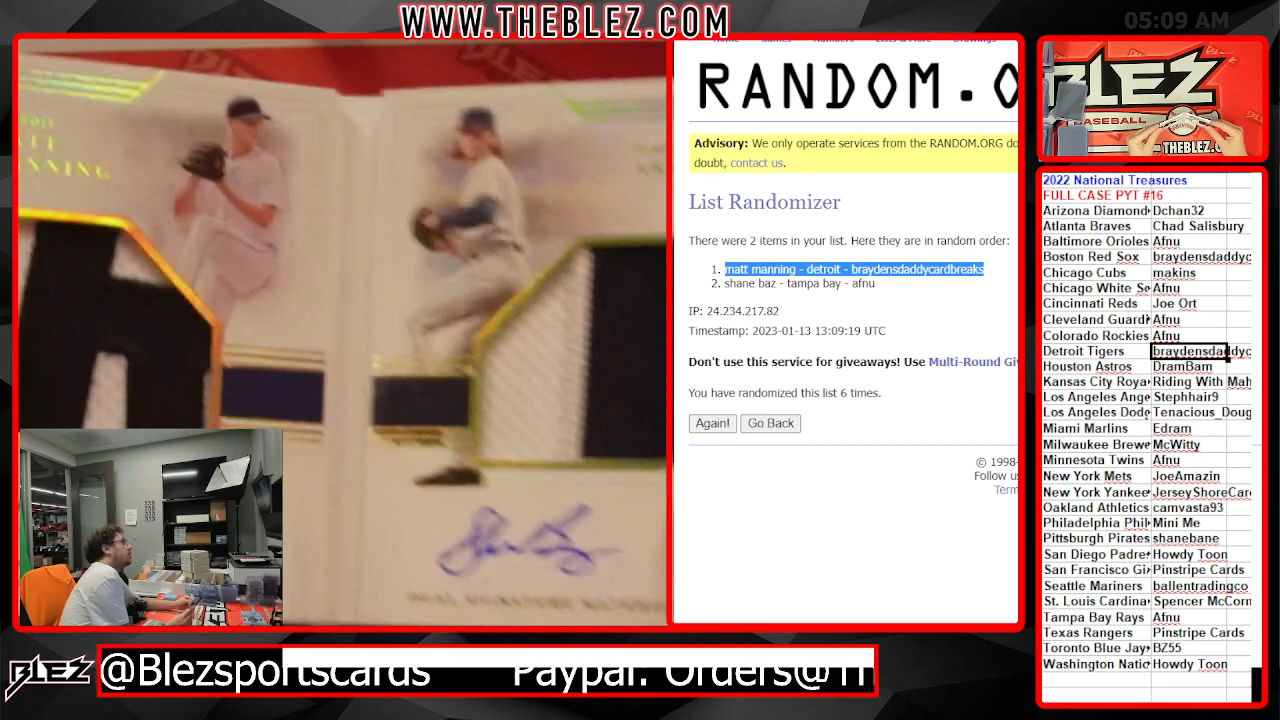 WWW.THEBLEZ.COM
05:09 AM
RANDOM.O
Advisory: We only operate services from the RANDOM.ORG do
doubt, contact us.
List Randomizer
There were 2 items in your list. Here they are in random order:
1. matt manning - detroit - braydensdaddycardbreaks
2. shane baz - tampa bay - afnu
IP: 24.234.217.82
Timestamp: 2023-01-13 13:09:19 UTC
Don't use this service for giveaways! Use Multi-Round Gi
You have randomized this list 6 times.
Again! Go Back
© 1998-
Follow us
Term
BLEZ
BASEBALL
THEBLEZ.C
2022 National Treasures
FULL CASE PYT #16
Arizona Diamond Dchan32
Atlanta Braves Chad Salisbury
Baltimore Orioles Afnu
Boston Red Sox braydensdaddyc
Chicago Cubs makins
Chicago White So Afnu
Cincinnati Reds Joe Ort
Cleveland Guardi Afnu
Colorado Rockies Afnu
Detroit Tigers braydensdaddyc
Houston Astros DramBam
Kansas City Roya Riding With Mah
Los Angeles Ange Stephhair9
Los Angeles Dodg Tenacious_Doug
Miami Marlins Edram
Milwaukee Brewe McWitty
Minnesota Twins Afnu
New York Mets JoeAmazin
New York Yankee JerseyShoreCar
Oakland Athletics camvasta93
Philadelphia Phil Mini Me
Pittsburgh Pirates shanebane
San Diego Padre Howdy Toon
San Francisco Gi Pinstripe Cards
Seattle Mariners ballentradingco
St. Louis Cardina Spencer McCorn
Tampa Bay Rays Afnu
Texas Rangers Pinstripe Cards
Toronto Blue Jay BZ55
Washington Natio Howdy Toon
BLEZ
@Blezsportscards Paypal: Orders@Th